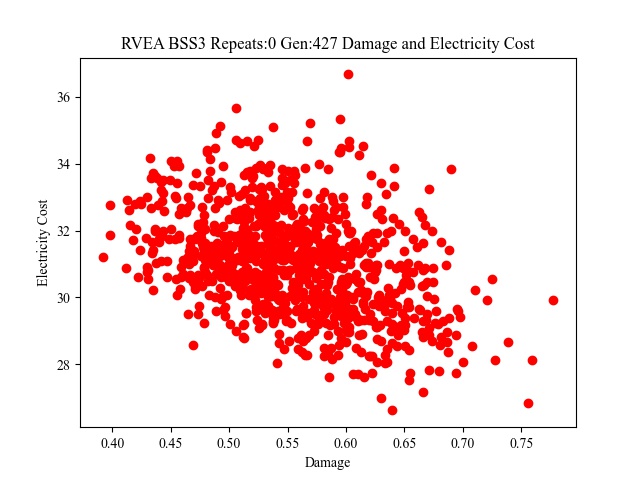 RVEA BSS3 Repeats:0 Gen:427 Damage and Electricity Cost
Electricity Cost
36
34
32
30
28
0.40 0.45 0.50 0.55 0.60 0.65 0.70 0.75
Damage